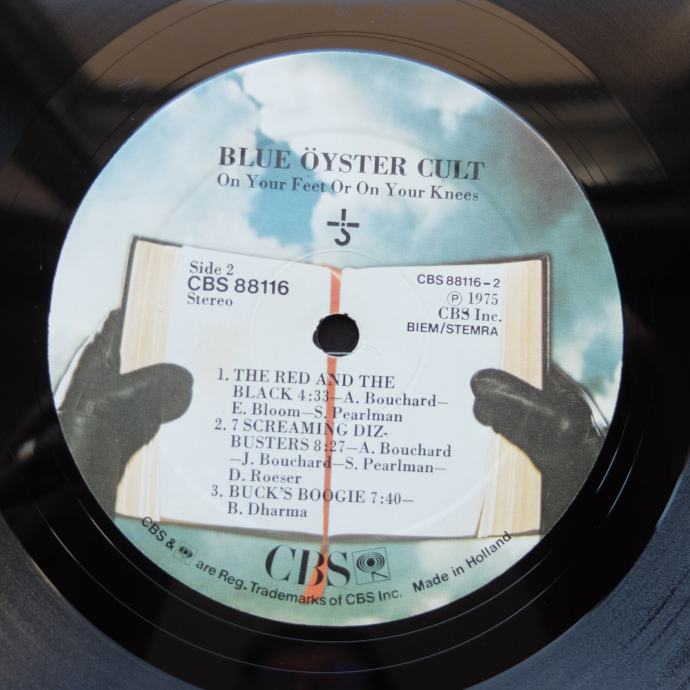 BLUE ÖYSTER CULT
On Your Feet Or On Your Knees
Side 2
CBS 88116
Stereo
CBS 88116-2
Ⓟ 1975
CBS Inc.
BIEM/STEMRA
1. THE RED AND THE
BLACK 4:33—A. Bouchard—
E. Bloom—S. Pearlman
2. 7 SCREAMING DIZ-
BUSTERS 8:27—A. Bouchard
—J. Bouchard—S. Pearlman—
D. Roeser
3. BUCK'S BOOGIE 7:40—
B. Dharma
CBS
CBS & are Reg. Trademarks of CBS Inc. Made in Holland